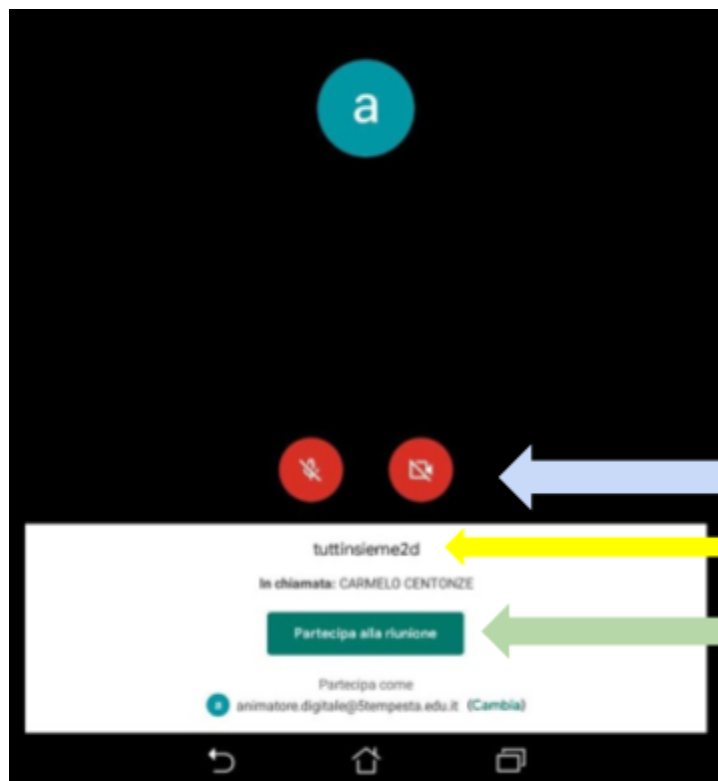 a
tuttinsieme2d
In chiamata: CARMELO CENTONZE
Partecipa alla riunione
Partecipa come
a animatore.digitale@5tempesta.edu.it (Cambia)